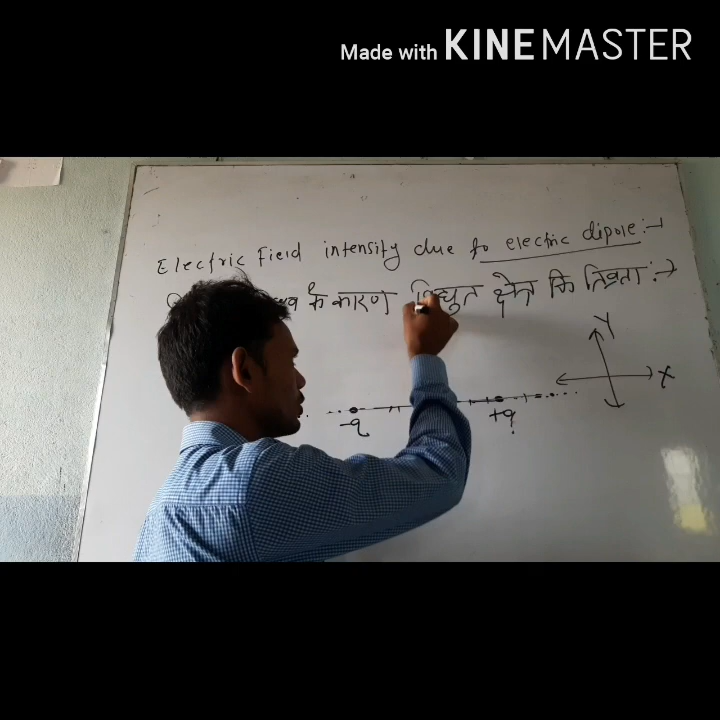 Made with KINEMASTER
Electric Field intensity due to electric dipole:-
के कारण विद्युत क्षेत्र कि तिव्रता:-
Y
X
-q
+q